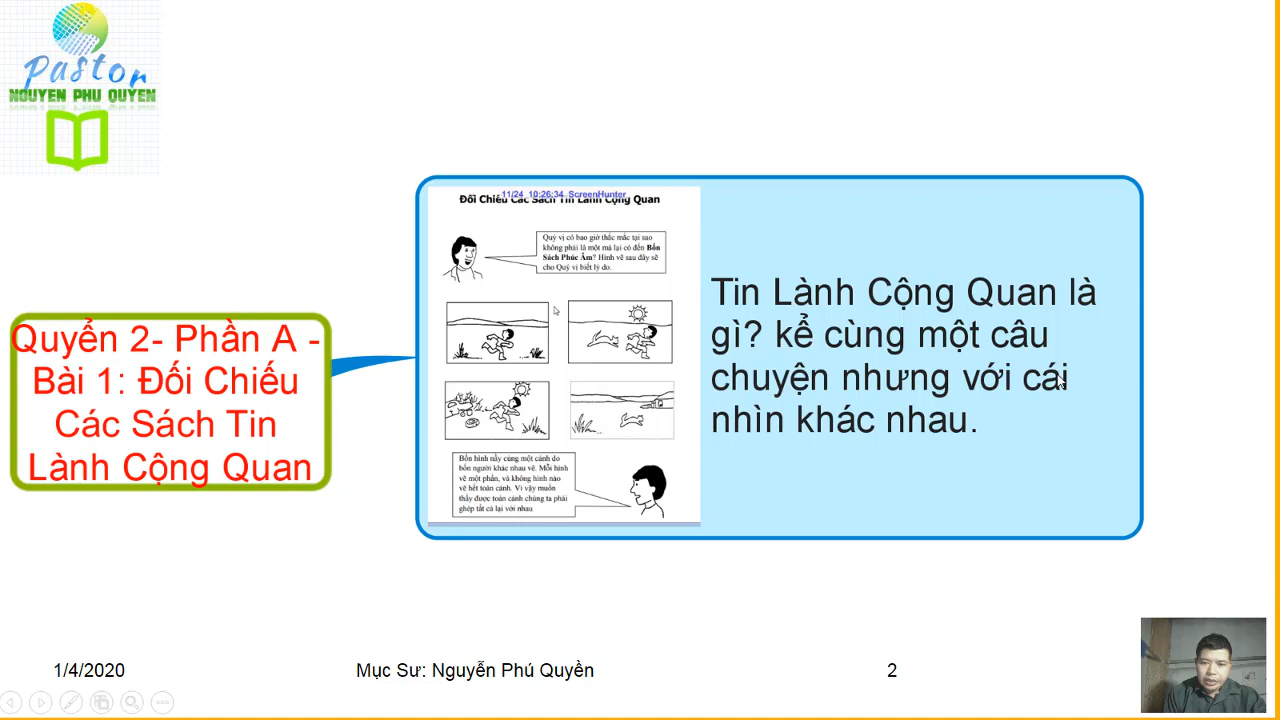 Pastor
NGUYEN PHU QUYEN
Quyển 2- Phần A -
Bài 1: Đối Chiếu
Các Sách Tin
Lành Cộng Quan
11/24 10:26:34 ScreenHunter
Đối Chiếu Các Sách Tin Lành Cộng Quan
Quý vị có bao giờ thắc mắc tại sao
không phải là một mà lại có đến Bốn
Sách Phúc Âm? Hình vẽ sau đây sẽ
cho Quý vị biết lý do.
Bốn hình nầy cùng một cảnh do
bốn người khác nhau vẽ. Mỗi hình
vẽ một phần, và không hình nào
vẽ hết toàn cảnh. Vì vậy muốn
thấy được toàn cảnh chúng ta phải
ghép tất cả lại với nhau
Tin Lành Cộng Quan là
gì? kể cùng một câu
chuyện nhưng với cái
nhìn khác nhau.
1/4/2020
Mục Sư: Nguyễn Phú Quyền
2